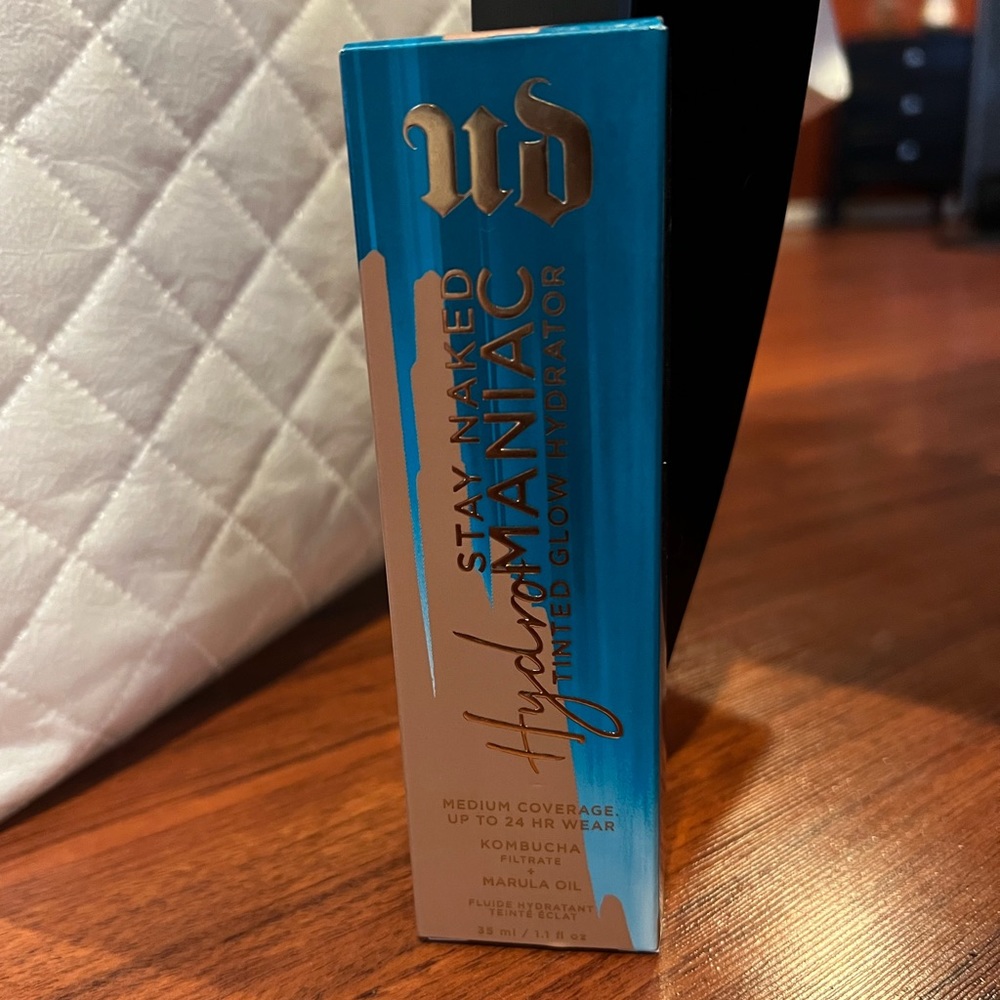 UD
STAY NAKED
HydroMANIAC
TINTED GLOW HYDRATOR
MEDIUM COVERAGE.
UP TO 24 HR WEAR
KOMBUCHA
FILTRATE
+
MARULA OIL
FLUIDE HYDRATANT
TEINTÉ ÉCLAT
35 ml / 1.1 fl oz